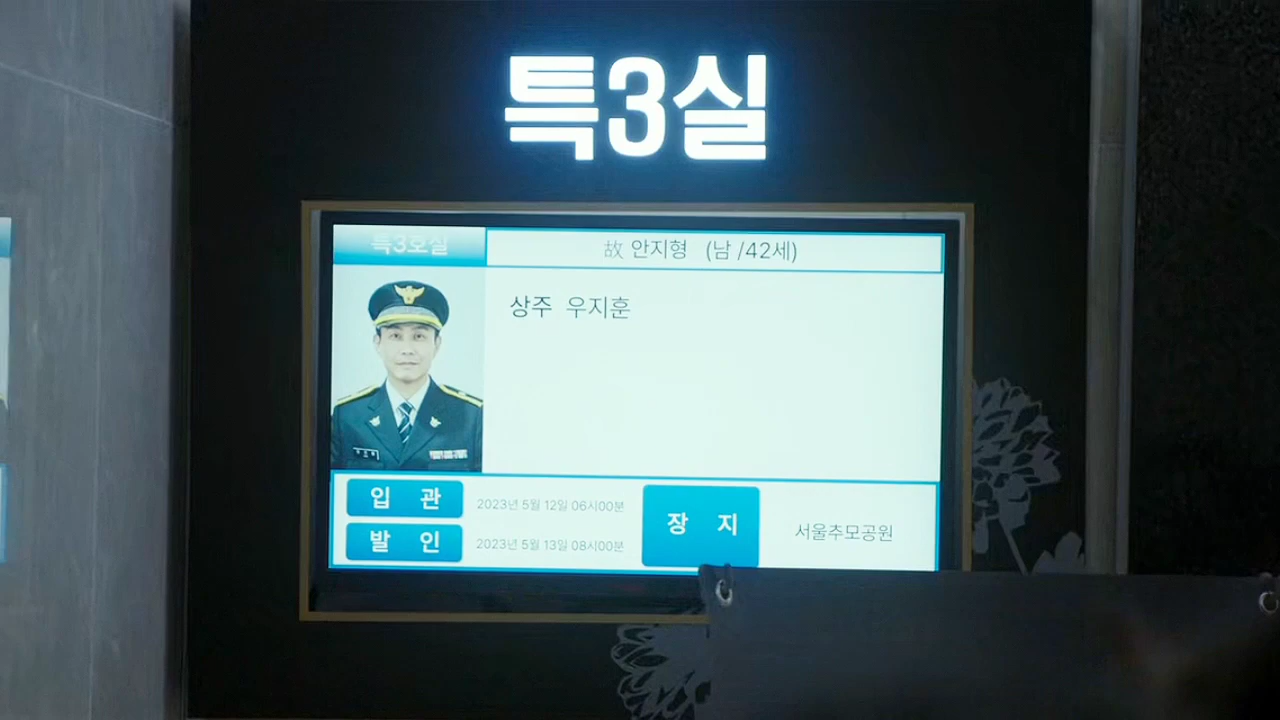 특3실
특3호실
故 안지형 (남 /42세)
상주 우지훈
입 관 2023년 5월 12일 06시00분
발 인 2023년 5월 13일 08시00분
장 지 서울추모공원